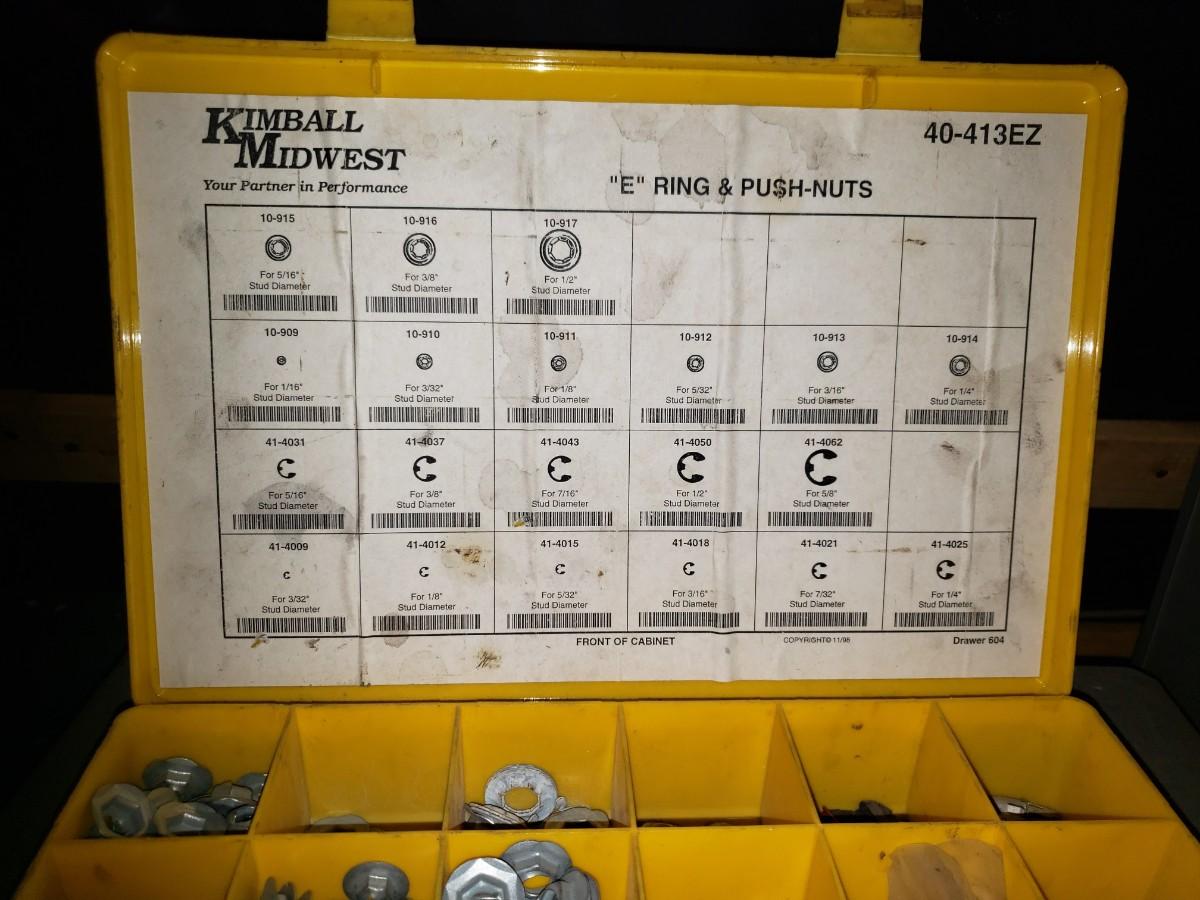 KIMBALL
MIDWEST
Your Partner in Performance
40-413EZ
"E" RING & PUSH-NUTS
10-915
For 5/16"
Stud Diameter
10-916
For 3/8"
Stud Diameter
10-917
For 1/2"
Stud Diameter
10-909
For 1/16"
Stud Diameter
10-910
For 3/32"
Stud Diameter
10-911
For 1/8"
Stud Diameter
10-912
For 5/32"
Stud Diameter
10-913
For 3/16"
Stud Diameter
10-914
For 1/4"
Stud Diameter
41-4031
For 5/16"
Stud Diameter
41-4037
For 3/8"
Stud Diameter
41-4043
For 7/16"
Stud Diameter
41-4050
For 1/2"
Stud Diameter
41-4062
For 5/8"
Stud Diameter
41-4009
For 3/32"
Stud Diameter
41-4012
For 1/8"
Stud Diameter
41-4015
For 5/32"
Stud Diameter
41-4018
For 3/16"
Stud Diameter
41-4021
For 7/32"
Stud Diameter
41-4025
For 1/4"
Stud Diameter
FRONT OF CABINET
COPYRIGHT© 11/96
Drawer 604